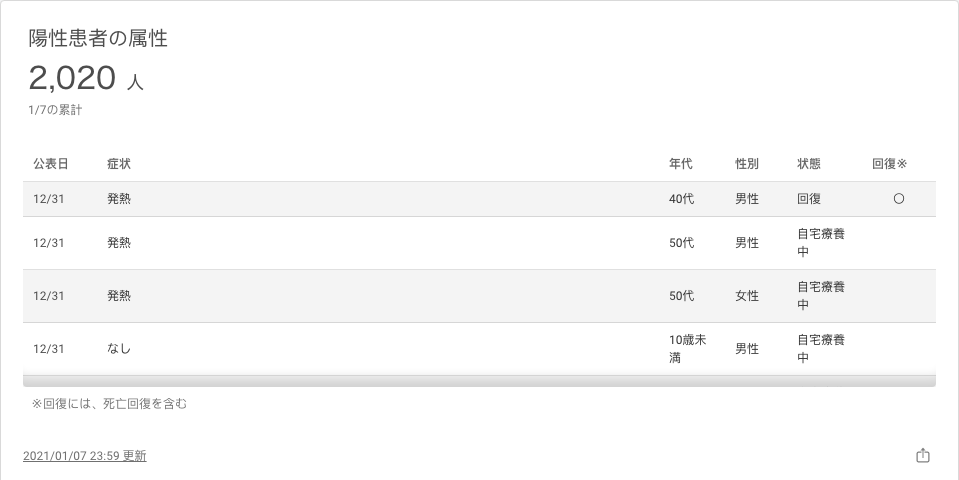 陽性患者の属性
2,020 人
1/7の累計
公表日 症状 年代 性別 状態 回復※
12/31 発熱 40代 男性 回復 〇
12/31 発熱 50代 男性 自宅療養
中
12/31 発熱 50代 女性 自宅療養
中
12/31 なし 10歳未 男性 自宅療養
満 中
※回復には、死亡回復を含む
2021/01/07 23:59 更新